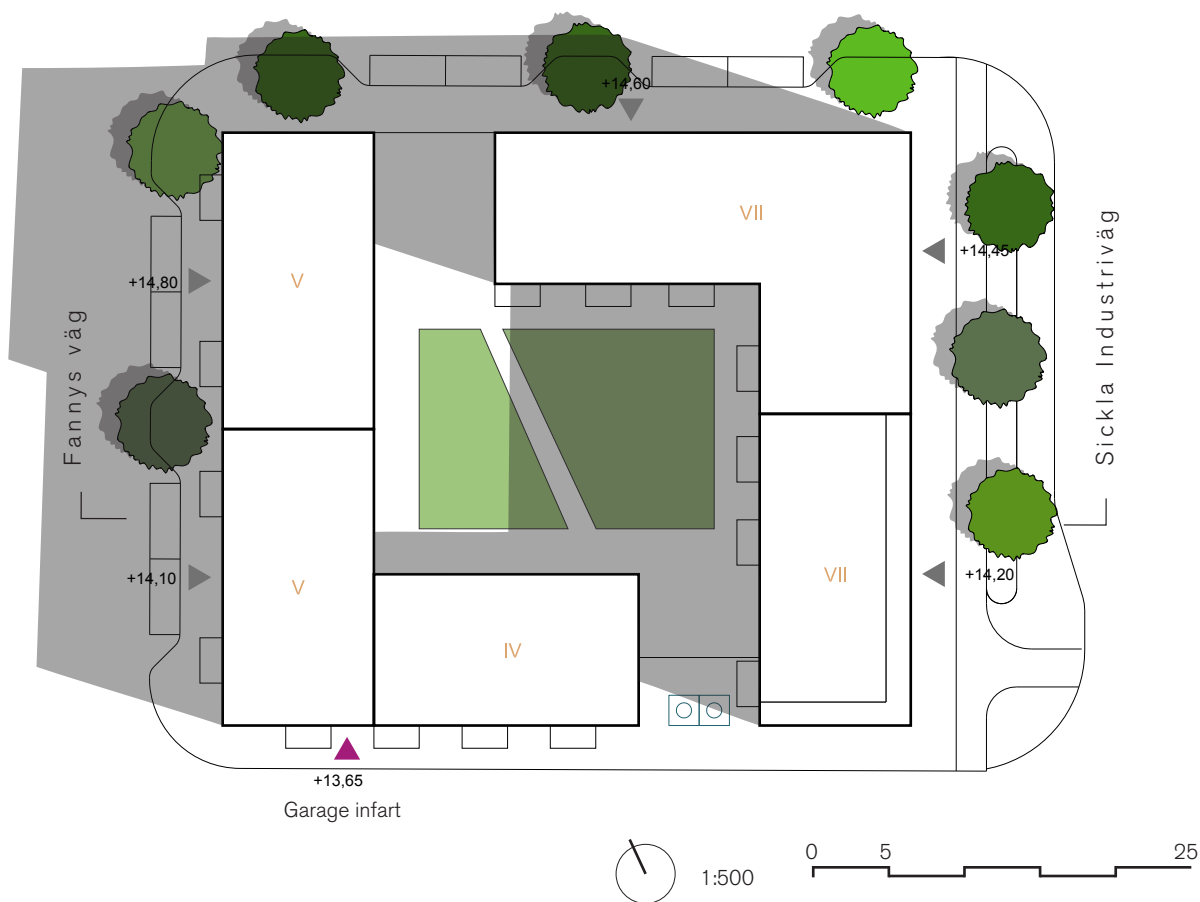 +14,60
VII
+14,45
+14,80
V
Fannys väg
Sickla Industriväg
+14,10
V
VII
+14,20
IV
+13,65
Garage infart
0 5 25
1:500